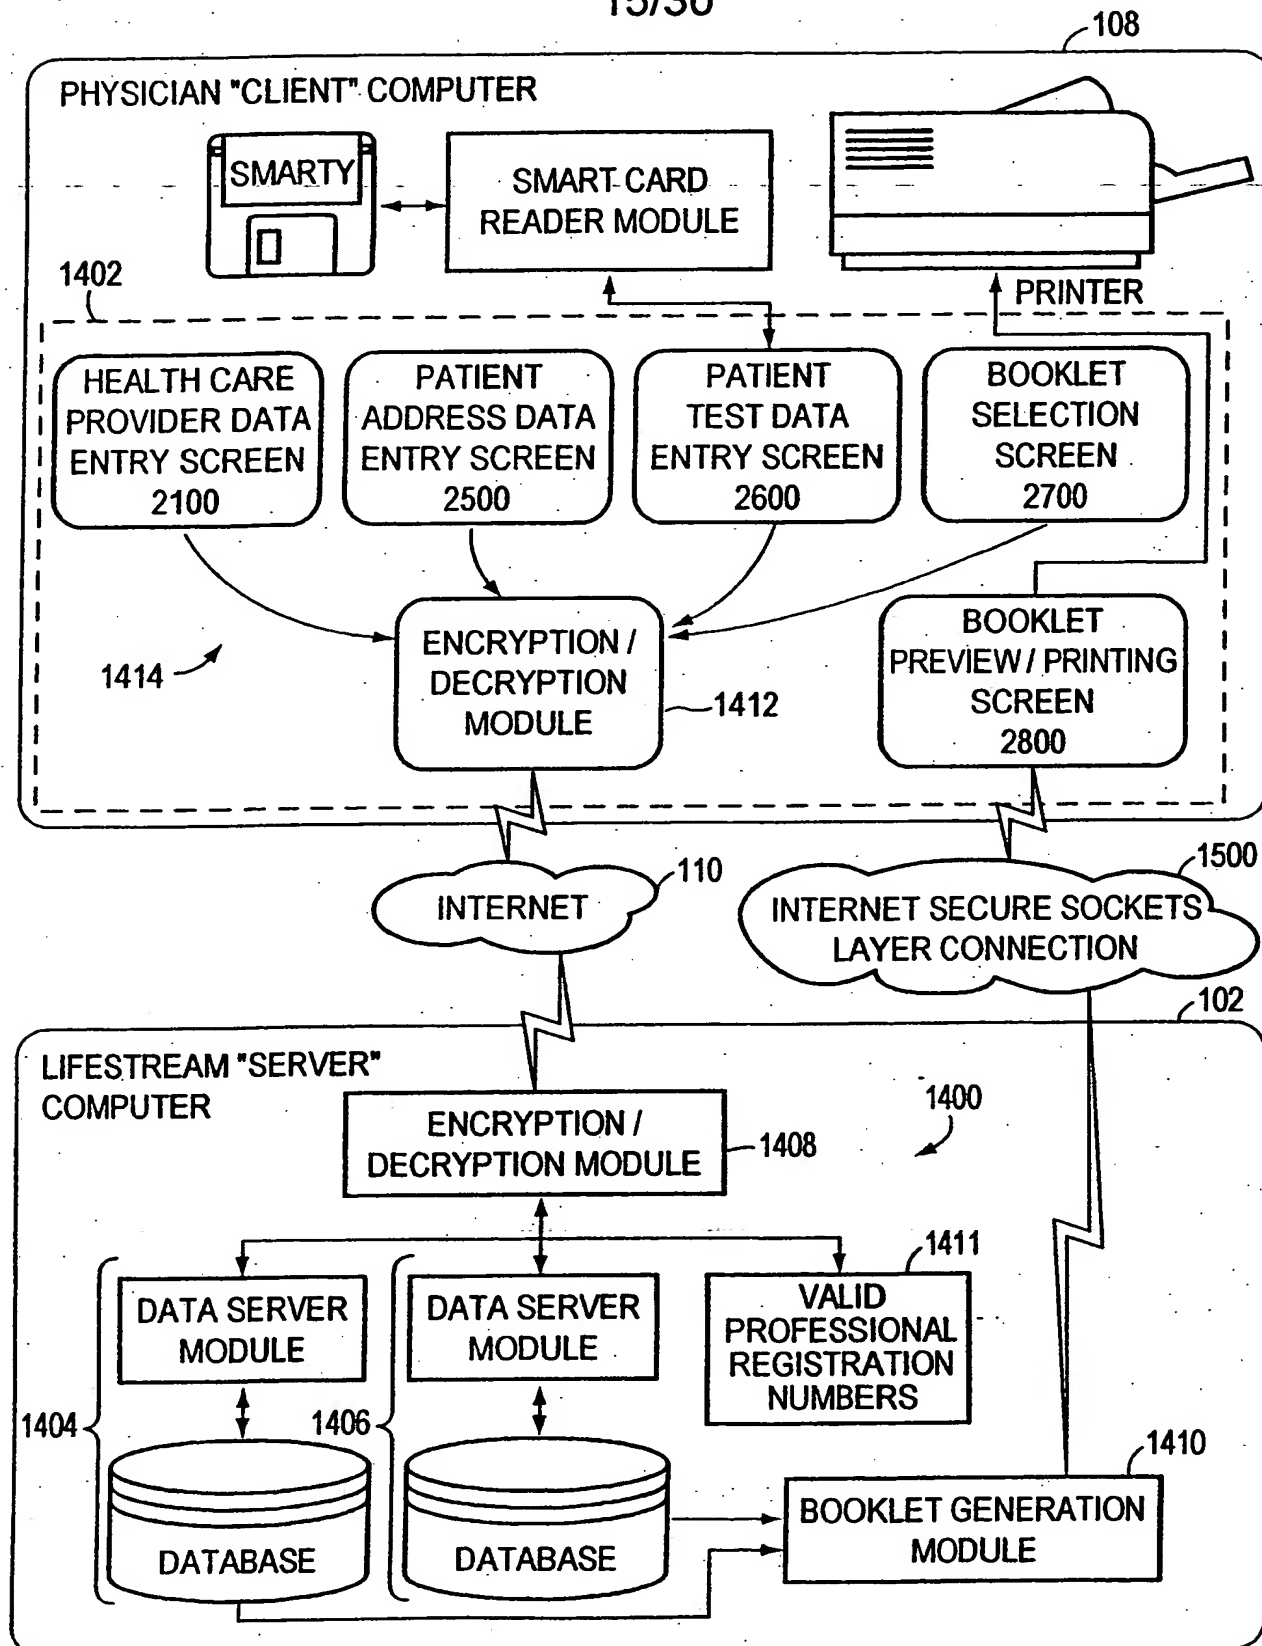 15/30
108
PHYSICIAN "CLIENT" COMPUTER
SMARTY
SMART CARD
READER MODULE
PRINTER
1402
HEALTH CARE
PROVIDER DATA
ENTRY SCREEN
2100
PATIENT
ADDRESS DATA
ENTRY SCREEN
2500
PATIENT
TEST DATA
ENTRY SCREEN
2600
BOOKLET
SELECTION
SCREEN
2700
1414
ENCRYPTION /
DECRYPTION
MODULE
1412
BOOKLET
PREVIEW / PRINTING
SCREEN
2800
INTERNET
110
INTERNET SECURE SOCKETS
LAYER CONNECTION
1500
102
LIFESTREAM "SERVER"
COMPUTER
ENCRYPTION /
DECRYPTION MODULE
1408
1400
1404
DATA SERVER
MODULE
1406
DATA SERVER
MODULE
1411
VALID
PROFESSIONAL
REGISTRATION
NUMBERS
DATABASE
DATABASE
1410
BOOKLET GENERATION
MODULE